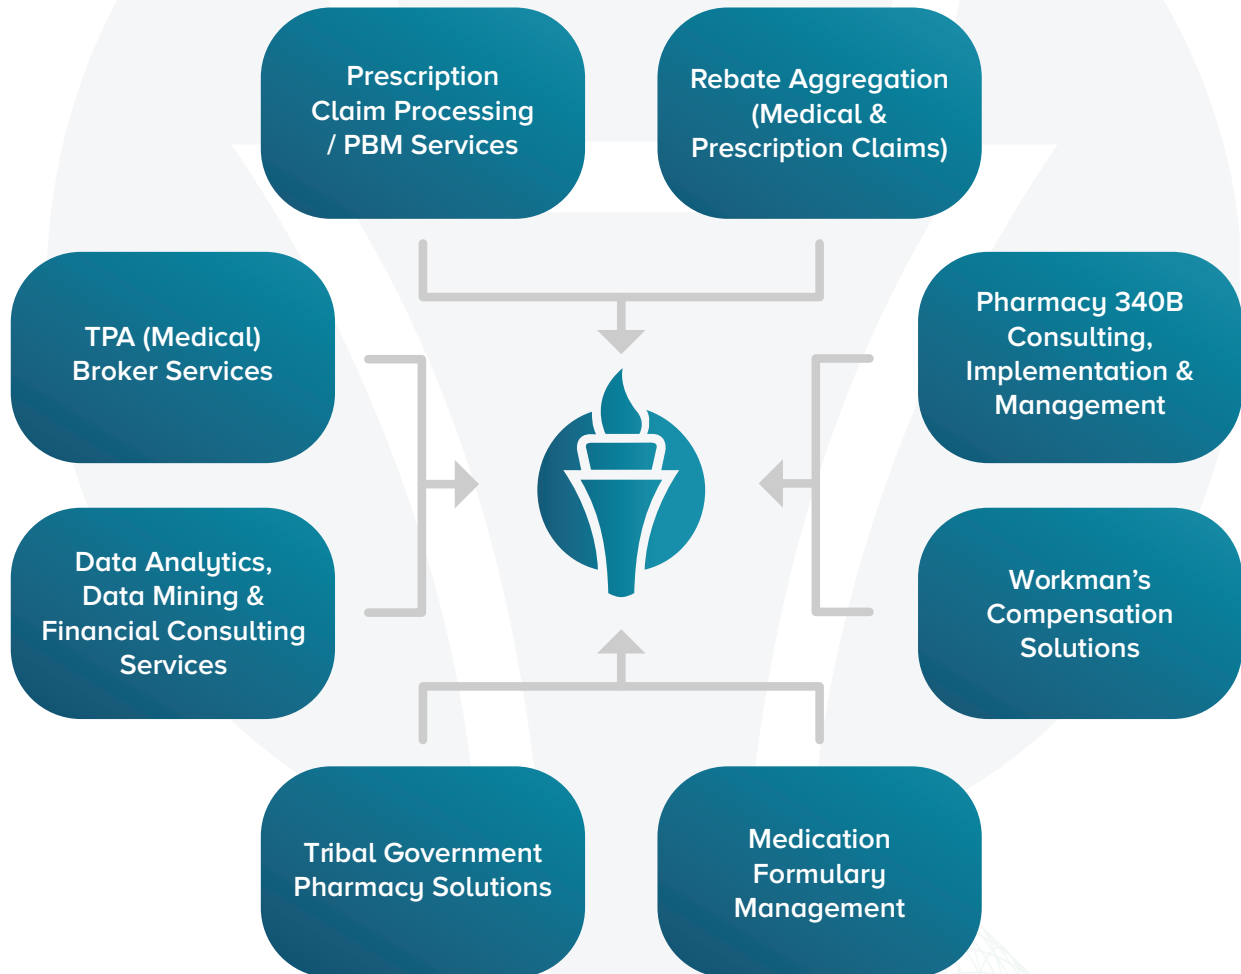 Prescription
Claim Processing
/ PBM Services
Rebate Aggregation
(Medical &
Prescription Claims)
TPA (Medical)
Broker Services
Pharmacy 340B
Consulting,
Implementation &
Management
Data Analytics,
Data Mining &
Financial Consulting
Services
Workman’s
Compensation
Solutions
Tribal Government
Pharmacy Solutions
Medication
Formulary
Management